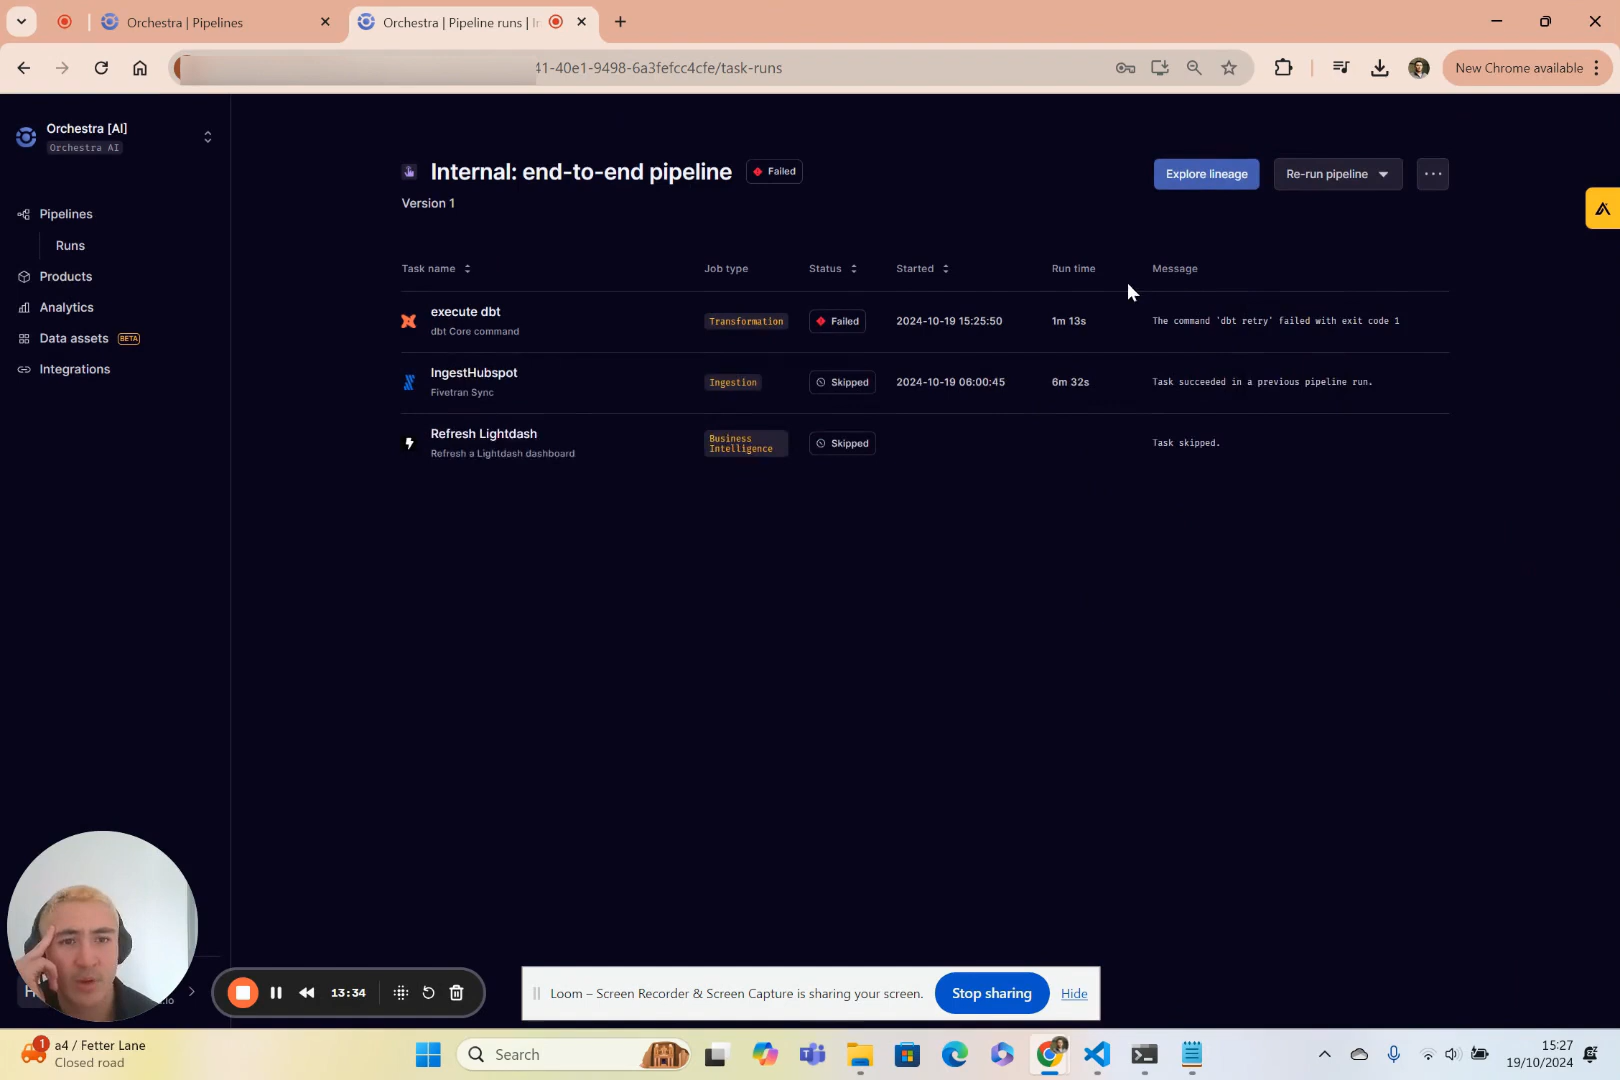 Orchestra | Pipelines
Orchestra | Pipeline runs | I
41-40e1-9498-6a3fefcc4cfe/task-runs
New Chrome available
Orchestra [AI]
Orchestra AI
Pipelines
Runs
Products
Analytics
Data assets BETA
Integrations
Internal: end-to-end pipeline Failed
Version 1
Explore lineage Re-run pipeline
Task name Job type Status Started Run time Message
execute dbt
dbt Core command
Transformation Failed 2024-10-19 15:25:50 1m 13s The command 'dbt retry' failed with exit code 1
IngestHubspot
Fivetran Sync
Ingestion Skipped 2024-10-19 06:00:45 6m 32s Task succeeded in a previous pipeline run.
Refresh Lightdash
Refresh a Lightdash dashboard
Business
Intelligence
Skipped Task skipped.
13:34
Loom – Screen Recorder & Screen Capture is sharing your screen. Stop sharing Hide
1
a4 / Fetter Lane
Closed road
Search
15:27
19/10/2024